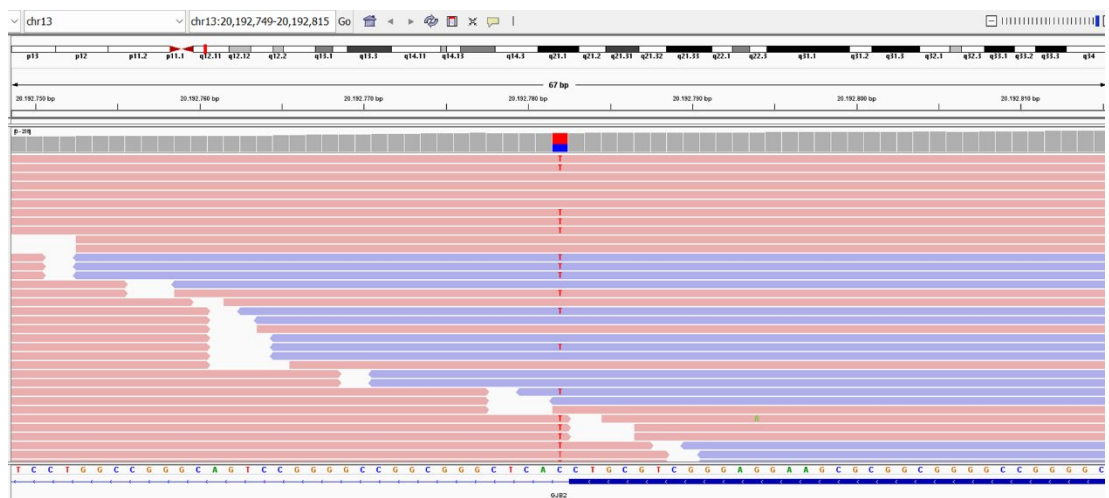 chr13 chr13:20,192,749-20,192,815 Go
p13 p12 p11.2 p11.1 q12.11 q12.12 q12.2 q13.1 q13.3 q14.11 q14.13 q14.3 q21.1 q21.2 q21.31 q21.32 q21.33 q22.1 q22.3 q31.1 q31.2 q31.3 q32.1 q32.3 q33.1 q33.2 q33.3 q34
67 bp
20.192.750 bp 20.192.760 bp 20.192.770 bp 20.192.780 bp 20.192.790 bp 20.192.800 bp 20.192.810 bp
T
T
T
T
T
T
T
T
T
T
T
T
T A
T
T
T
T
T C C T G G C C G G G C A G T C C G G G G C C G G C G G G C T C A C C T G C G T C G G G A G G A A G C G C G G C G G G G C C G G G G C
GJB2